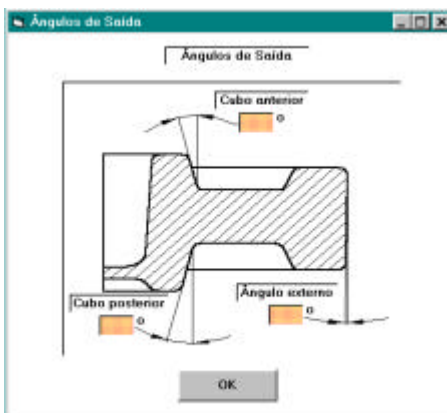 Ângulos de Saída
Ângulos de Saída
Cubo anterior
o
Cubo posterior
o
Ângulo externo
o
OK